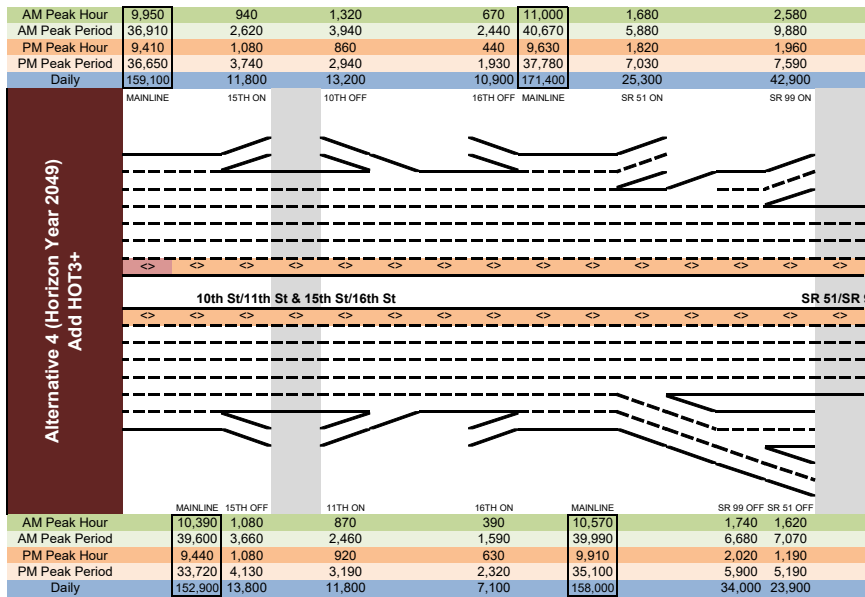 AM Peak Hour 9,950 940 1,320 670 11,000 1,680 2,580
AM Peak Period 36,910 2,620 3,940 2,440 40,670 5,880 9,880
PM Peak Hour 9,410 1,080 860 440 9,630 1,820 1,960
PM Peak Period 36,650 3,740 2,940 1,930 37,780 7,030 7,590
Daily 159,100 11,800 13,200 10,900 171,400 25,300 42,900
MAINLINE 15TH ON 10TH OFF 16TH OFF MAINLINE SR 51 ON SR 99 ON
Alternative 4 (Horizon Year 2049)
Add HOT3+
<> <> <> <> <> <> <> <> <> <> <> <> <> <>
10th St/11th St & 15th St/16th St SR 51/SR
<> <> <> <> <> <> <> <> <> <> <> <> <> <>
MAINLINE 15TH OFF 11TH ON 16TH ON MAINLINE SR 99 OFF SR 51 OFF
AM Peak Hour 10,390 1,080 870 390 10,570 1,740 1,620
AM Peak Period 39,600 3,660 2,460 1,590 39,990 6,680 7,070
PM Peak Hour 9,440 1,080 920 630 9,910 2,020 1,190
PM Peak Period 33,720 4,130 3,190 2,320 35,100 5,900 5,190
Daily 152,900 13,800 11,800 7,100 158,000 34,000 23,900